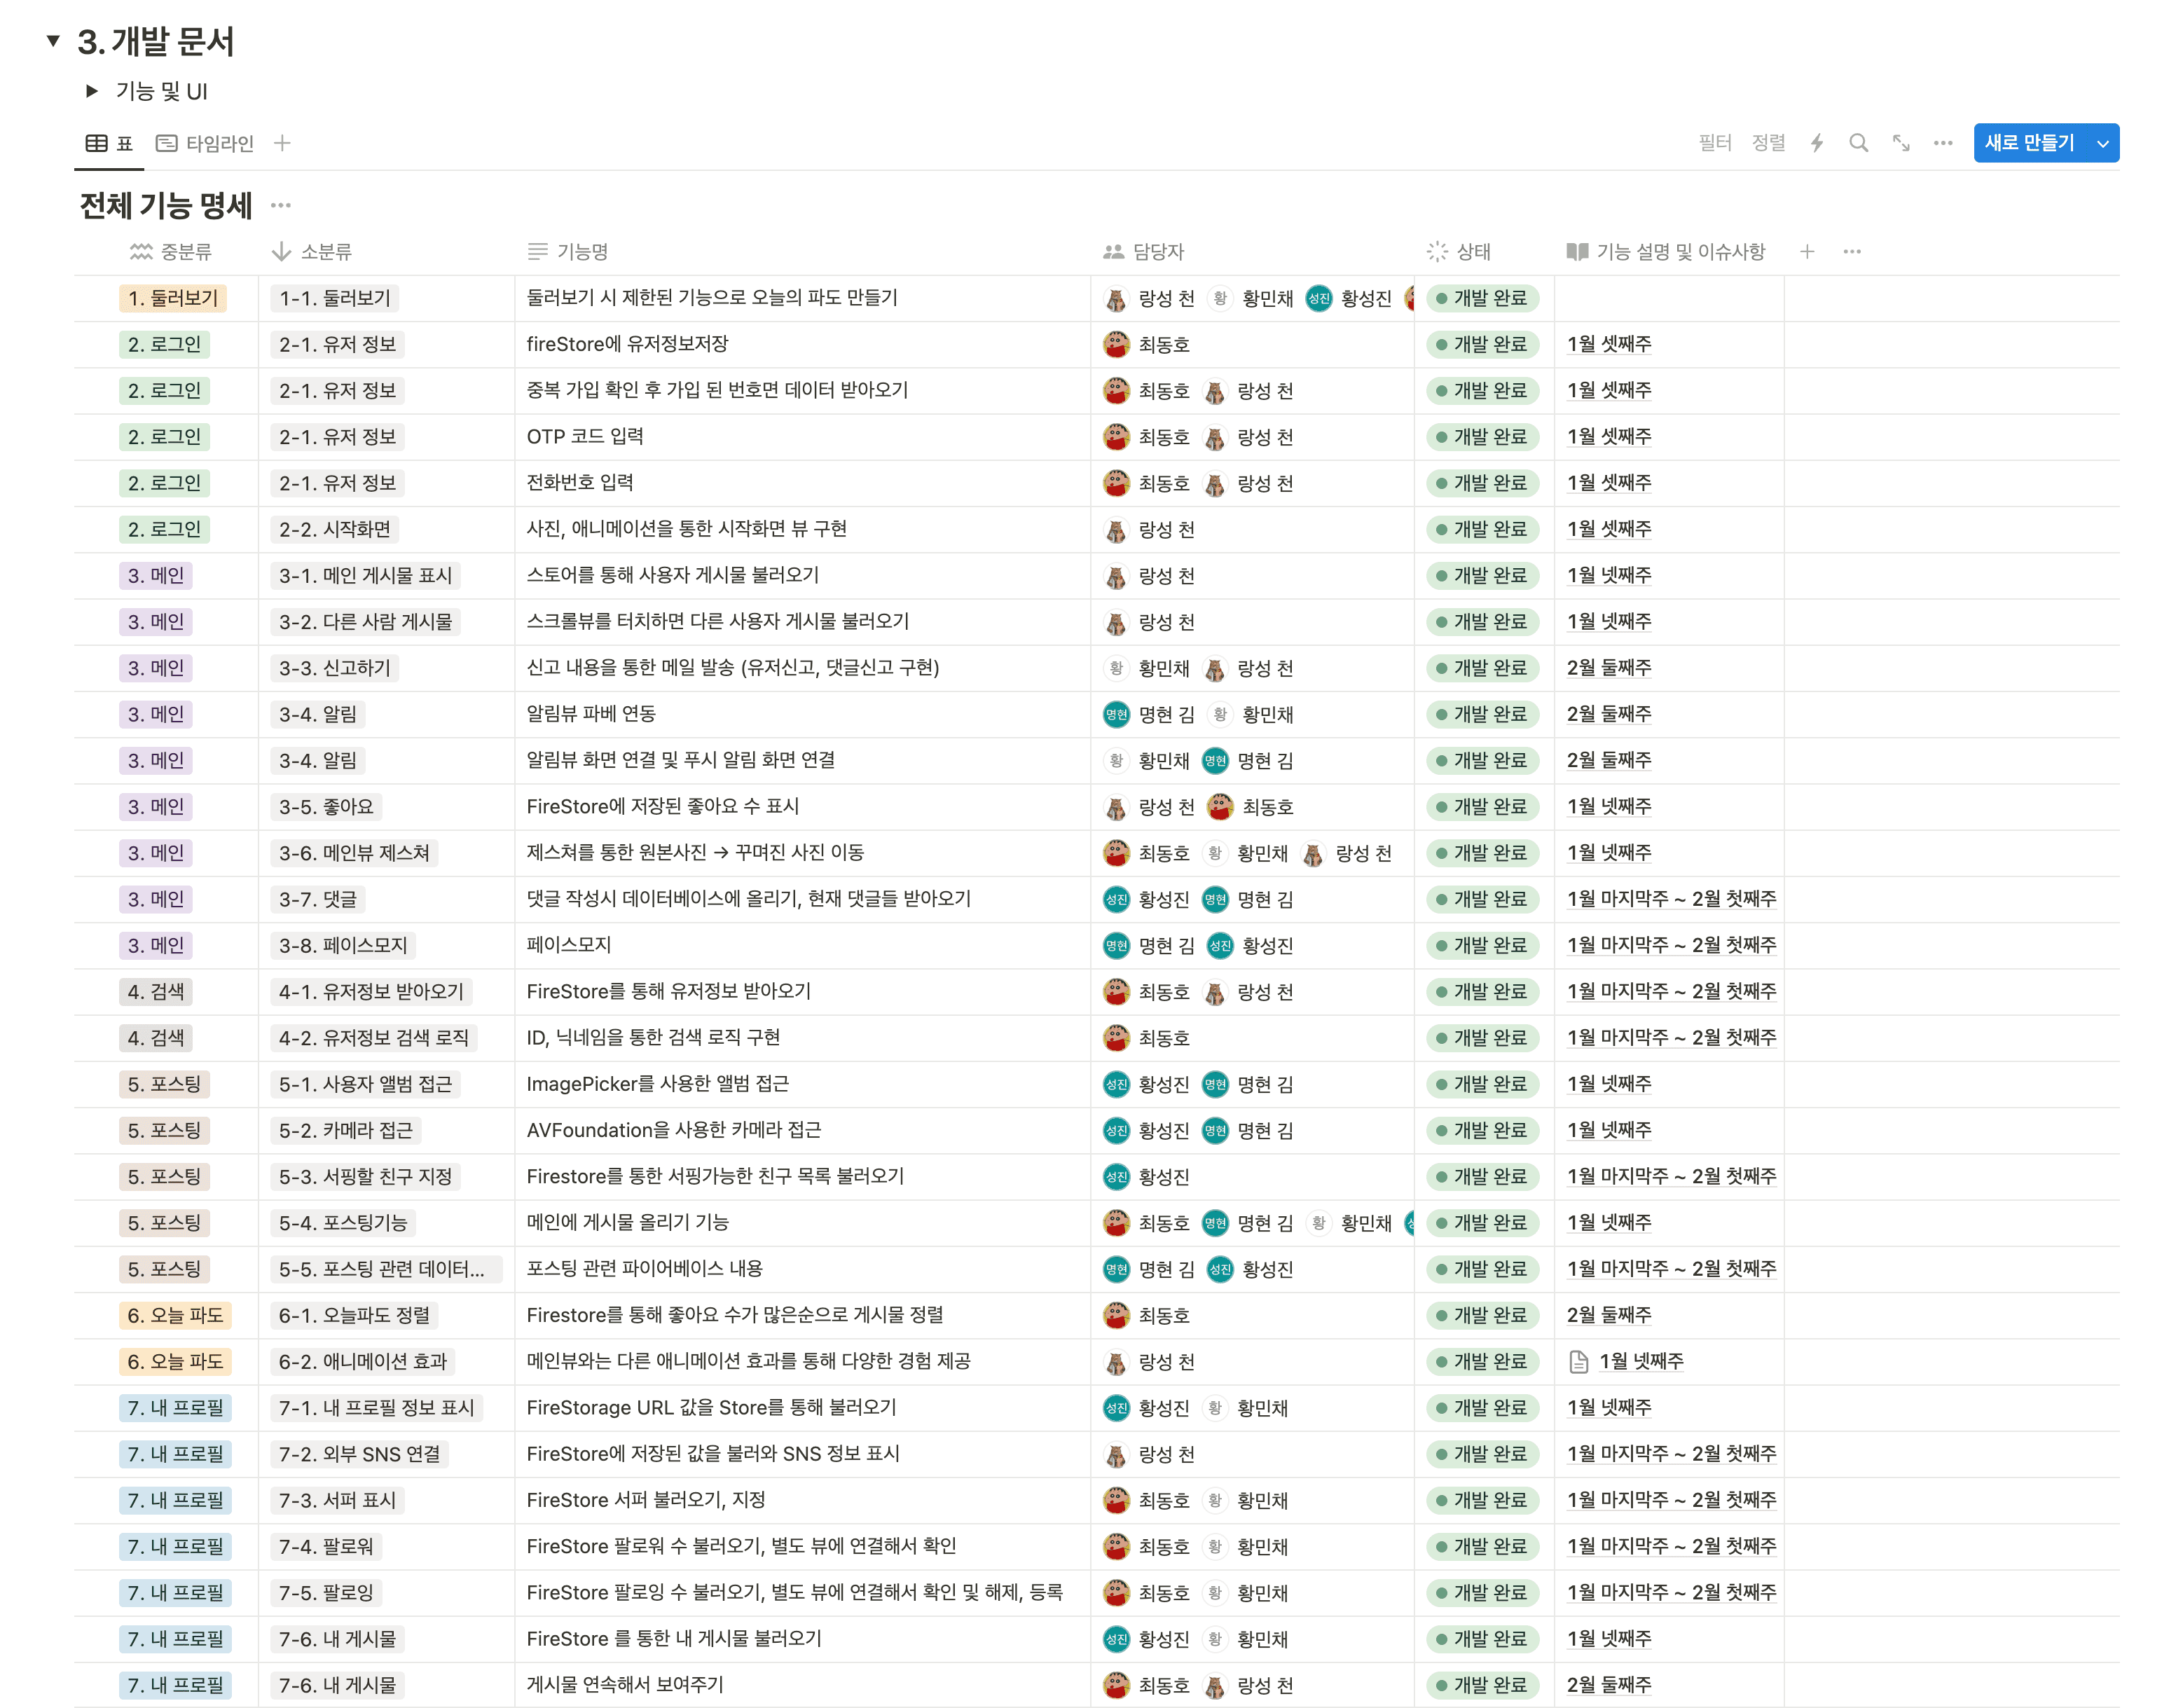 3. 개발 문서
기능 및 UI
표 타임라인 필터 정렬 새로 만들기
전체 기능 명세
중분류 소분류 기능명 담당자 상태 기능 설명 및 이슈사항
1. 둘러보기 1-1. 둘러보기 둘러보기 시 제한된 기능으로 오늘의 파도 만들기 랑성 천 황 황민채 성진 황성진 개발 완료
2. 로그인 2-1. 유저 정보 fireStore에 유저정보저장 최동호 개발 완료 1월 셋째주
2. 로그인 2-1. 유저 정보 중복 가입 확인 후 가입 된 번호면 데이터 받아오기 최동호 랑성 천 개발 완료 1월 셋째주
2. 로그인 2-1. 유저 정보 OTP 코드 입력 최동호 랑성 천 개발 완료 1월 셋째주
2. 로그인 2-1. 유저 정보 전화번호 입력 최동호 랑성 천 개발 완료 1월 셋째주
2. 로그인 2-2. 시작화면 사진, 애니메이션을 통한 시작화면 뷰 구현 랑성 천 개발 완료 1월 셋째주
3. 메인 3-1. 메인 게시물 표시 스토어를 통해 사용자 게시물 불러오기 랑성 천 개발 완료 1월 넷째주
3. 메인 3-2. 다른 사람 게시물 스크롤뷰를 터치하면 다른 사용자 게시물 불러오기 랑성 천 개발 완료 1월 넷째주
3. 메인 3-3. 신고하기 신고 내용을 통한 메일 발송 (유저신고, 댓글신고 구현) 황 황민채 랑성 천 개발 완료 2월 둘째주
3. 메인 3-4. 알림 알림뷰 파베 연동 명현 명현 김 황 황민채 개발 완료 2월 둘째주
3. 메인 3-4. 알림 알림뷰 화면 연결 및 푸시 알림 화면 연결 황 황민채 명현 명현 김 개발 완료 2월 둘째주
3. 메인 3-5. 좋아요 FireStore에 저장된 좋아요 수 표시 랑성 천 최동호 개발 완료 1월 넷째주
3. 메인 3-6. 메인뷰 제스쳐 제스쳐를 통한 원본사진 → 꾸며진 사진 이동 최동호 황 황민채 랑성 천 개발 완료 1월 넷째주
3. 메인 3-7. 댓글 댓글 작성시 데이터베이스에 올리기, 현재 댓글들 받아오기 성진 황성진 명현 명현 김 개발 완료 1월 마지막주 ~ 2월 첫째주
3. 메인 3-8. 페이스모지 페이스모지 명현 명현 김 성진 황성진 개발 완료 1월 마지막주 ~ 2월 첫째주
4. 검색 4-1. 유저정보 받아오기 FireStore를 통해 유저정보 받아오기 최동호 랑성 천 개발 완료 1월 마지막주 ~ 2월 첫째주
4. 검색 4-2. 유저정보 검색 로직 ID, 닉네임을 통한 검색 로직 구현 최동호 개발 완료 1월 마지막주 ~ 2월 첫째주
5. 포스팅 5-1. 사용자 앨범 접근 ImagePicker를 사용한 앨범 접근 성진 황성진 명현 명현 김 개발 완료 1월 넷째주
5. 포스팅 5-2. 카메라 접근 AVFoundation을 사용한 카메라 접근 성진 황성진 명현 명현 김 개발 완료 1월 넷째주
5. 포스팅 5-3. 서핑할 친구 지정 Firestore를 통한 서핑가능한 친구 목록 불러오기 성진 황성진 개발 완료 1월 마지막주 ~ 2월 첫째주
5. 포스팅 5-4. 포스팅기능 메인에 게시물 올리기 기능 최동호 명현 명현 김 황 황민채 개발 완료 1월 넷째주
5. 포스팅 5-5. 포스팅 관련 데이터... 포스팅 관련 파이어베이스 내용 명현 명현 김 성진 황성진 개발 완료 1월 마지막주 ~ 2월 첫째주
6. 오늘 파도 6-1. 오늘파도 정렬 Firestore를 통해 좋아요 수가 많은순으로 게시물 정렬 최동호 개발 완료 2월 둘째주
6. 오늘 파도 6-2. 애니메이션 효과 메인뷰와는 다른 애니메이션 효과를 통해 다양한 경험 제공 랑성 천 개발 완료 1월 넷째주
7. 내 프로필 7-1. 내 프로필 정보 표시 FireStorage URL 값을 Store를 통해 불러오기 성진 황성진 황 황민채 개발 완료 1월 넷째주
7. 내 프로필 7-2. 외부 SNS 연결 FireStore에 저장된 값을 불러와 SNS 정보 표시 랑성 천 개발 완료 1월 마지막주 ~ 2월 첫째주
7. 내 프로필 7-3. 서퍼 표시 FireStore 서퍼 불러오기, 지정 최동호 황 황민채 개발 완료 1월 마지막주 ~ 2월 첫째주
7. 내 프로필 7-4. 팔로워 FireStore 팔로워 수 불러오기, 별도 뷰에 연결해서 확인 최동호 황 황민채 개발 완료 1월 마지막주 ~ 2월 첫째주
7. 내 프로필 7-5. 팔로잉 FireStore 팔로잉 수 불러오기, 별도 뷰에 연결해서 확인 및 해제, 등록 최동호 황 황민채 개발 완료 1월 마지막주 ~ 2월 첫째주
7. 내 프로필 7-6. 내 게시물 FireStore 를 통한 내 게시물 불러오기 성진 황성진 황 황민채 개발 완료 1월 넷째주
7. 내 프로필 7-6. 내 게시물 게시물 연속해서 보여주기 최동호 랑성 천 개발 완료 2월 둘째주